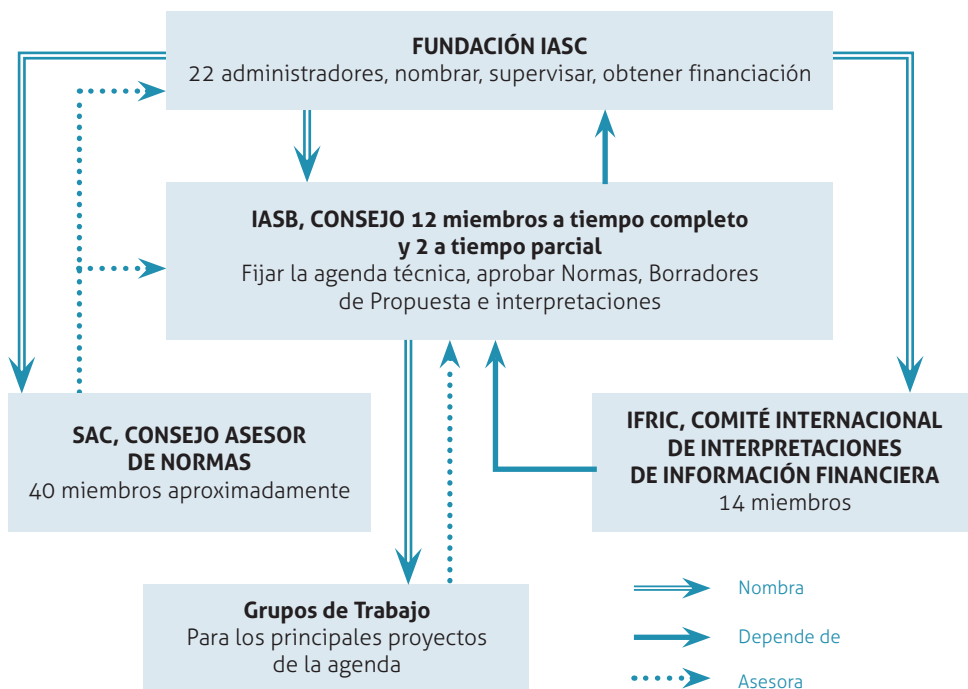 FUNDACIÓN IASC
22 administradores, nombrar, supervisar, obtener financiación
IASB, CONSEJO 12 miembros a tiempo completo
y 2 a tiempo parcial
Fijar la agenda técnica, aprobar Normas, Borradores
de Propuesta e interpretaciones
SAC, CONSEJO ASESOR
DE NORMAS
40 miembros aproximadamente
IFRIC, COMITÉ INTERNACIONAL
DE INTERPRETACIONES
DE INFORMACIÓN FINANCIERA
14 miembros
Grupos de Trabajo
Para los principales proyectos
de la agenda
Nombra
Depende de
Asesora